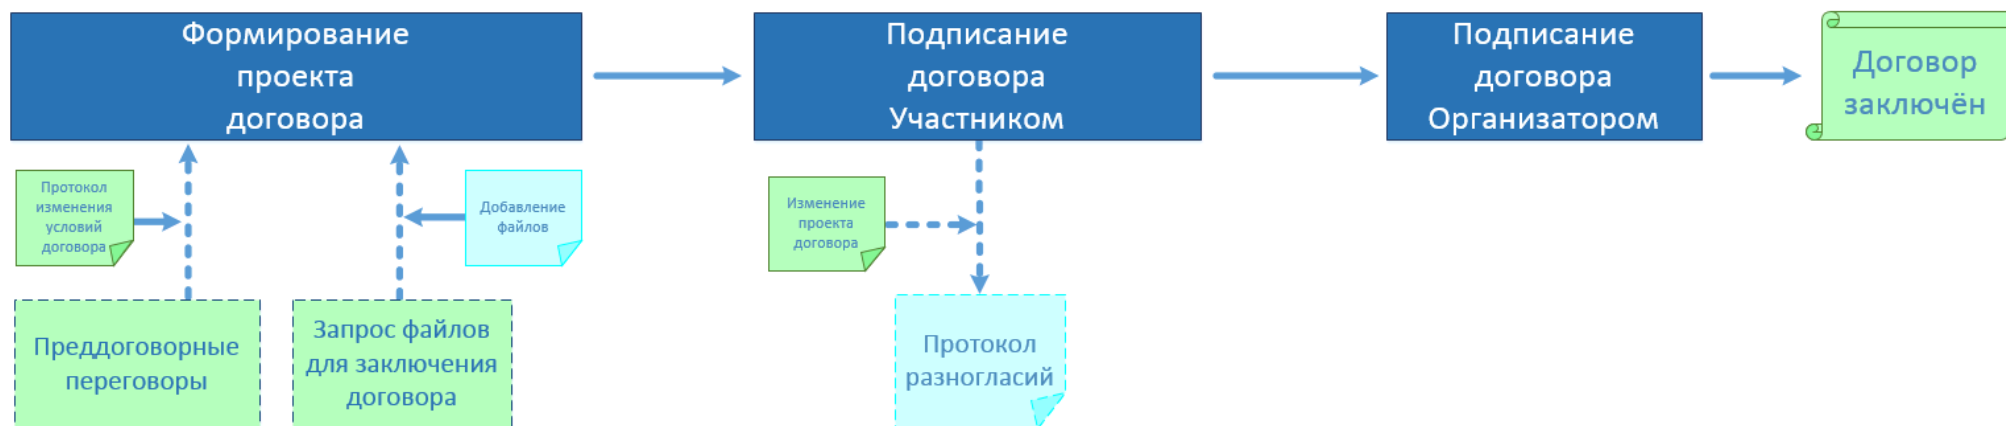 Формирование
проекта
договора
Подписание
договора
Участником
Подписание
договора
Организатором
Договор
заключён
Протокол
изменения
условий
договора
Добавление
файлов
Изменение
проекта
договора
Преддоговорные
переговоры
Запрос файлов
для заключения
договора
Протокол
разногласий